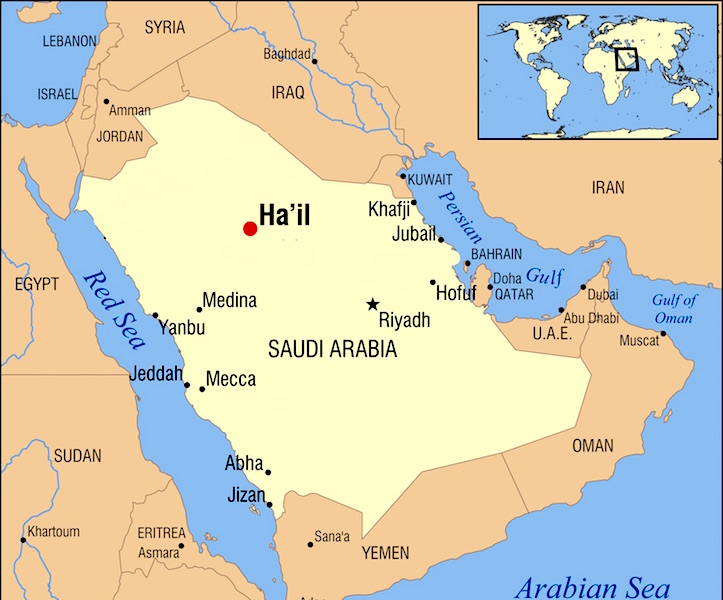 SYRIA
LEBANON
Baghdad
ISRAEL
IRAQ
Amman
JORDAN
KUWAIT
IRAN
Ha'il
Khafji
Persian
Gulf
Jubail
BAHRAIN
EGYPT
Red Sea
Doha
QATAR
Hofuf
Dubai
Gulf of
Oman
Medina
Yanbu
Riyadh
Abu Dhabi
U.A.E.
Muscat
SAUDI ARABIA
Jeddah
Mecca
OMAN
SUDAN
Abha
Jizan
Khartoum
ERITREA
Asmara
Sana'a
YEMEN
Arabian Sea